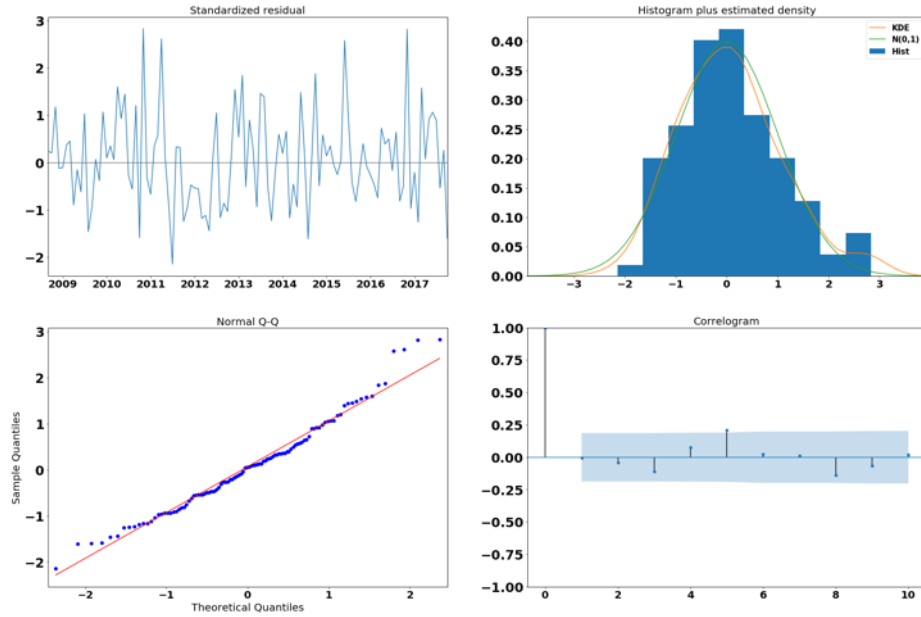 Standardized residual
3
2
1
0
−1
−2
2009 2010 2011 2012 2013 2014 2015 2016 2017
Histogram plus estimated density
KDE
N(0,1)
Hist
0.40
0.35
0.30
0.25
0.20
0.15
0.10
0.05
0.00
−3 −2 −1 0 1 2 3
Normal Q-Q
Sample Quantiles
3
2
1
0
−1
−2
−2 −1 0 1 2
Theoretical Quantiles
Correlogram
1.00
0.75
0.50
0.25
0.00
−0.25
−0.50
−0.75
−1.00
0 2 4 6 8 10